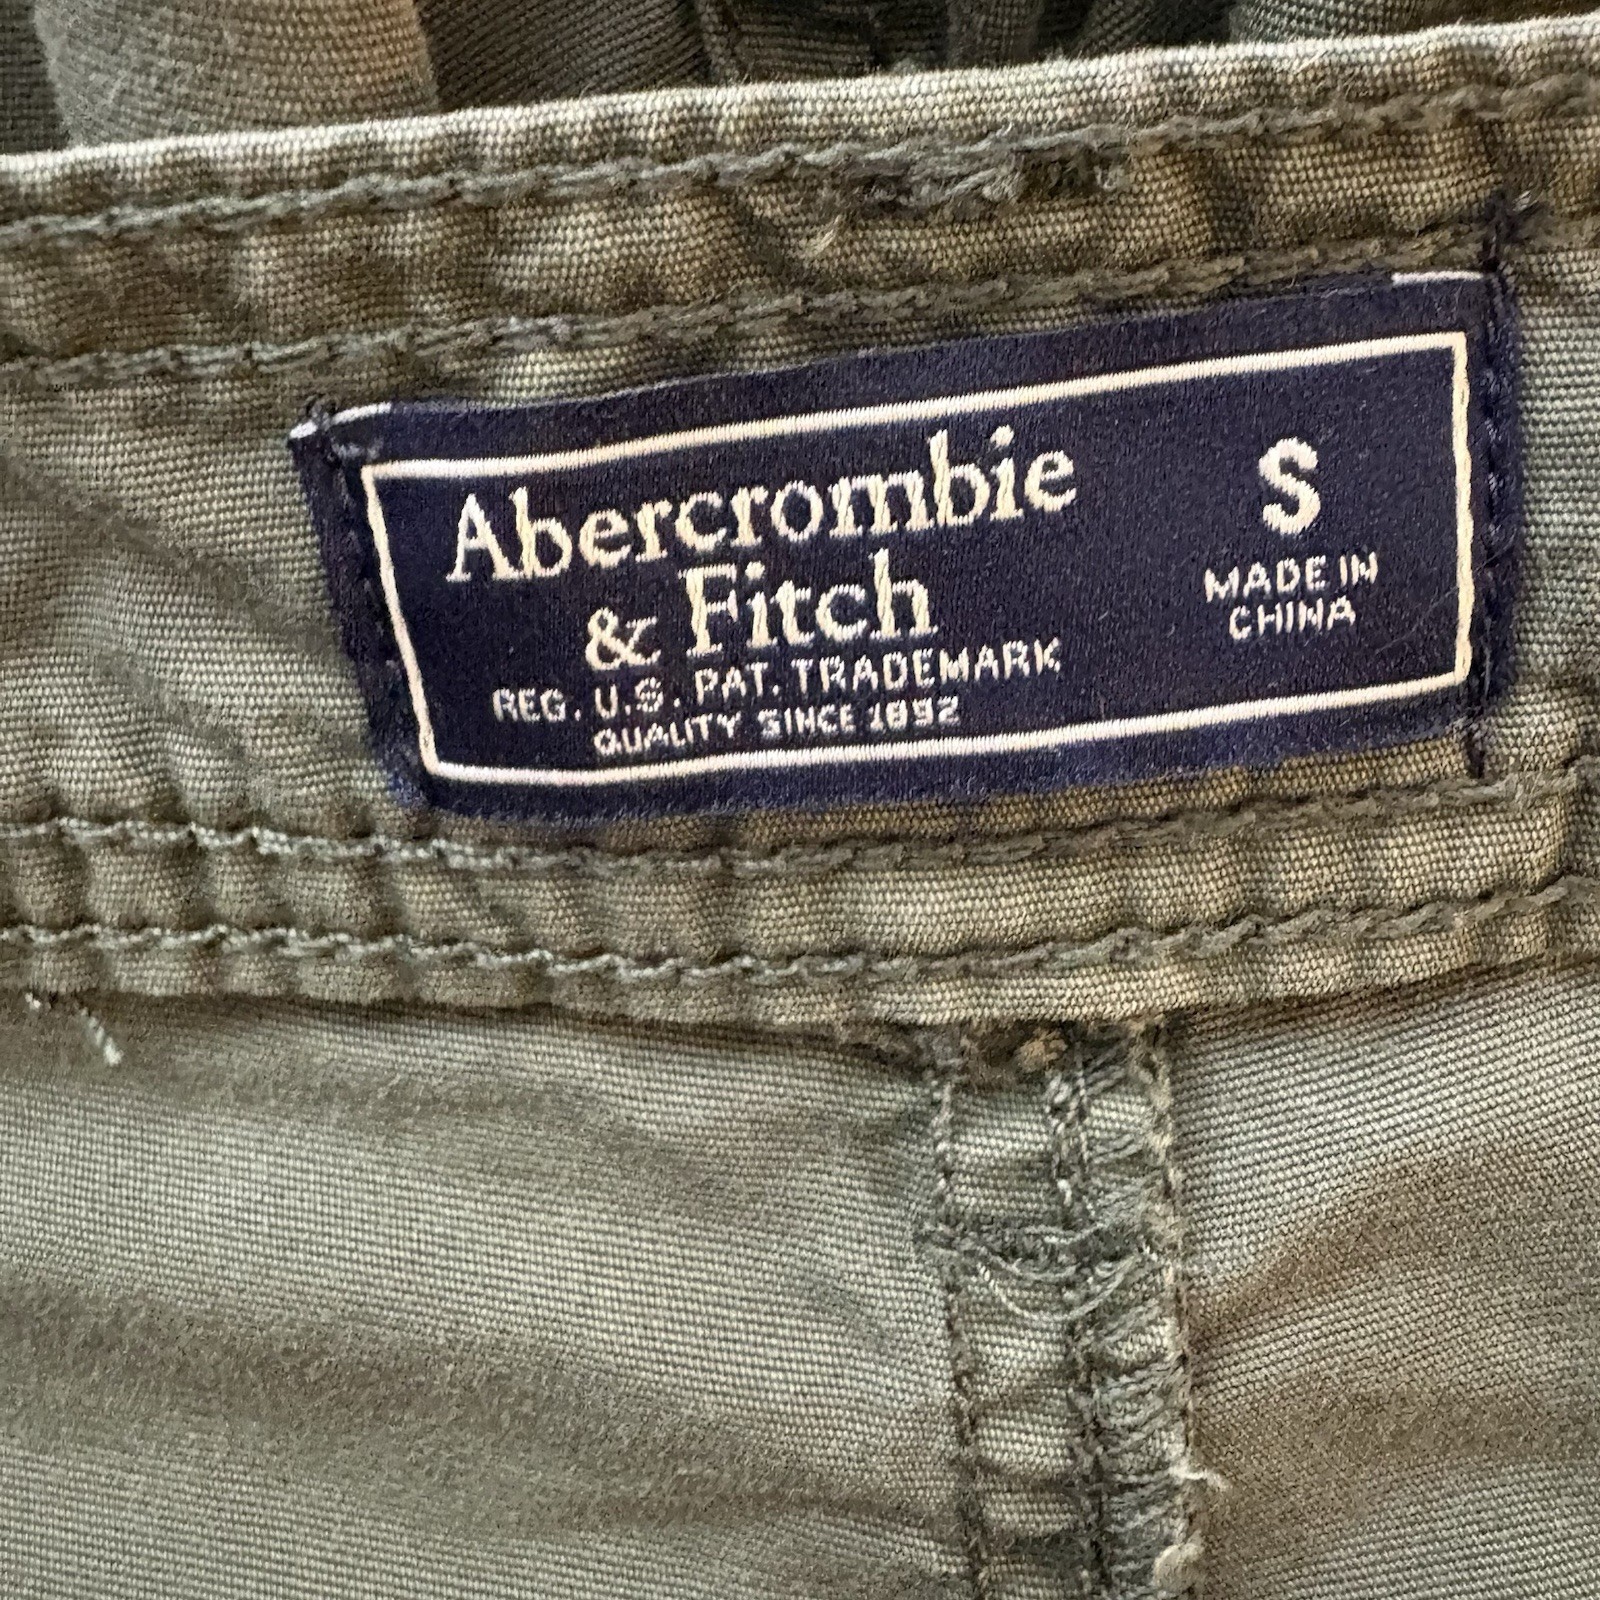 Abercrombie
& Fitch
REG. U.S. PAT. TRADEMARK
QUALITY SINCE 1892
S
MADE IN
CHINA